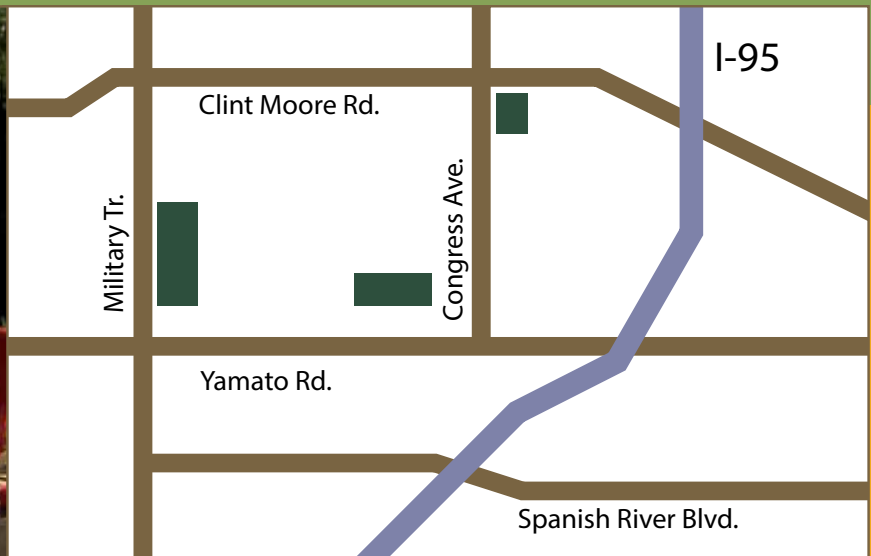 I-95
Clint Moore Rd.
Military Tr.
Congress Ave.
Yamato Rd.
Spanish River Blvd.